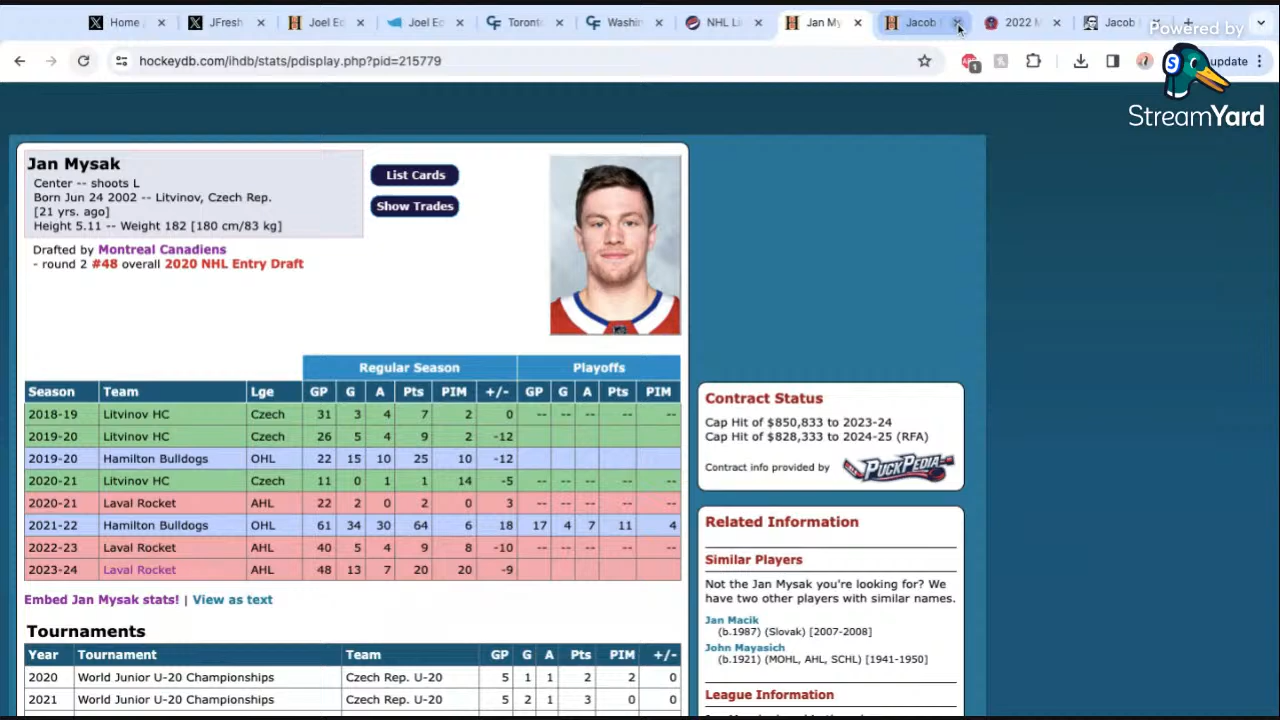 Home
JFresh
Joel Ec
Joel Ec
Toront
Washin
NHL Li
Jan My
Jacob
2022 M
Jacob
Powered by
StreamYard
hockeydb.com/ihdb/stats/pdisplay.php?pid=215779
1
update
Jan Mysak
Center -- shoots L
Born Jun 24 2002 -- Litvinov, Czech Rep.
[21 yrs. ago]
Height 5.11 -- Weight 182 [180 cm/83 kg]
List Cards
Show Trades
Drafted by Montreal Canadiens
- round 2 #48 overall 2020 NHL Entry Draft
Regular Season Playoffs
Season Team Lge GP G A Pts PIM +/- GP G A Pts PIM
2018-19 Litvinov HC Czech 31 3 4 7 2 0 -- -- -- -- --
2019-20 Litvinov HC Czech 26 5 4 9 2 -12
2019-20 Hamilton Bulldogs OHL 22 15 10 25 10 -12
2020-21 Litvinov HC Czech 11 0 1 1 14 -5 -- -- -- -- --
2020-21 Laval Rocket AHL 22 2 0 2 0 3 -- -- -- -- --
2021-22 Hamilton Bulldogs OHL 61 34 30 64 6 18 17 4 7 11 4
2022-23 Laval Rocket AHL 40 5 4 9 8 -10 -- -- -- -- --
2023-24 Laval Rocket AHL 48 13 7 20 20 -9
Embed Jan Mysak stats! | View as text
Tournaments
Year Tournament Team GP G A Pts PIM +/-
2020 World Junior U-20 Championships Czech Rep. U-20 5 1 1 2 2 0
2021 World Junior U-20 Championships Czech Rep. U-20 5 2 1 3 0 0
Contract Status
Cap Hit of $850,833 to 2023-24
Cap Hit of $828,333 to 2024-25 (RFA)
Contract info provided by PUCKPEDIA
Related Information
Similar Players
Not the Jan Mysak you're looking for? We
have two other players with similar names.
Jan Macik
(b.1987) (Slovak) [2007-2008]
John Mayasich
(b.1921) (MOHL, AHL, SCHL) [1941-1950]
League Information